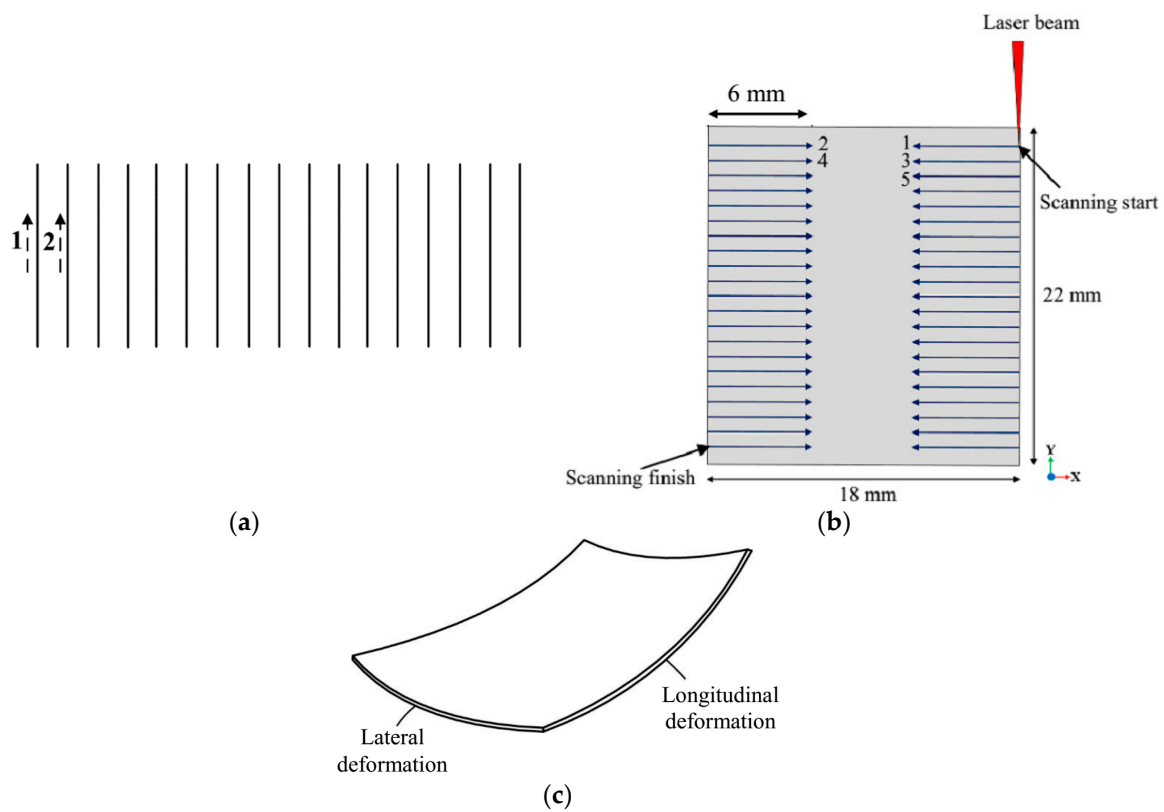 Laser beam
6 mm
1
2
2
1
4
3
5
Scanning start
22 mm
Scanning finish
18 mm
Y
X
(a)
(b)
Longitudinal
deformation
Lateral
deformation
(c)